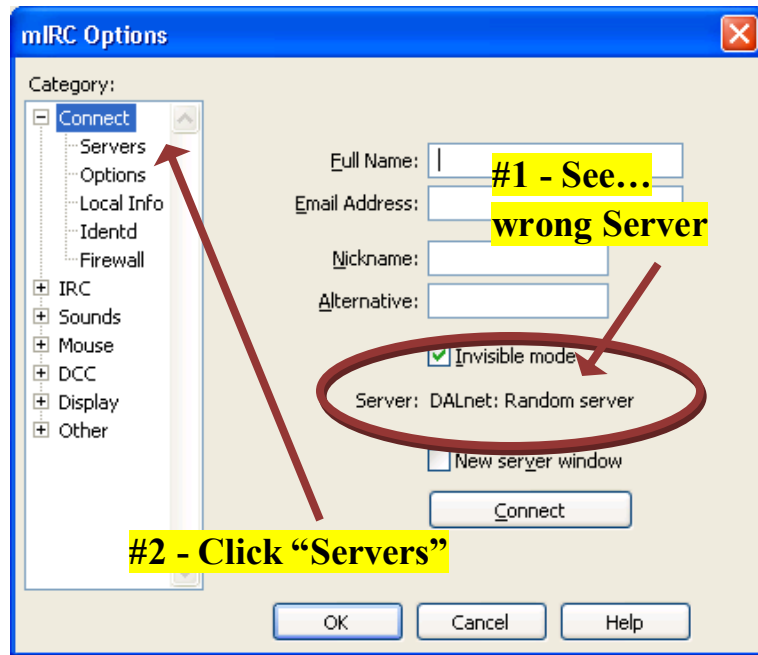 mIRC Options
Category:
Connect
Servers
Options
Local Info
Identd
Firewall
IRC
Sounds
Mouse
DCC
Display
Other
Full Name:
#1 - See…
wrong Server
Email Address:
Nickname:
Alternative:
Invisible mode
Server: DALnet: Random server
New server window
Connect
#2 - Click “Servers”
OK Cancel Help